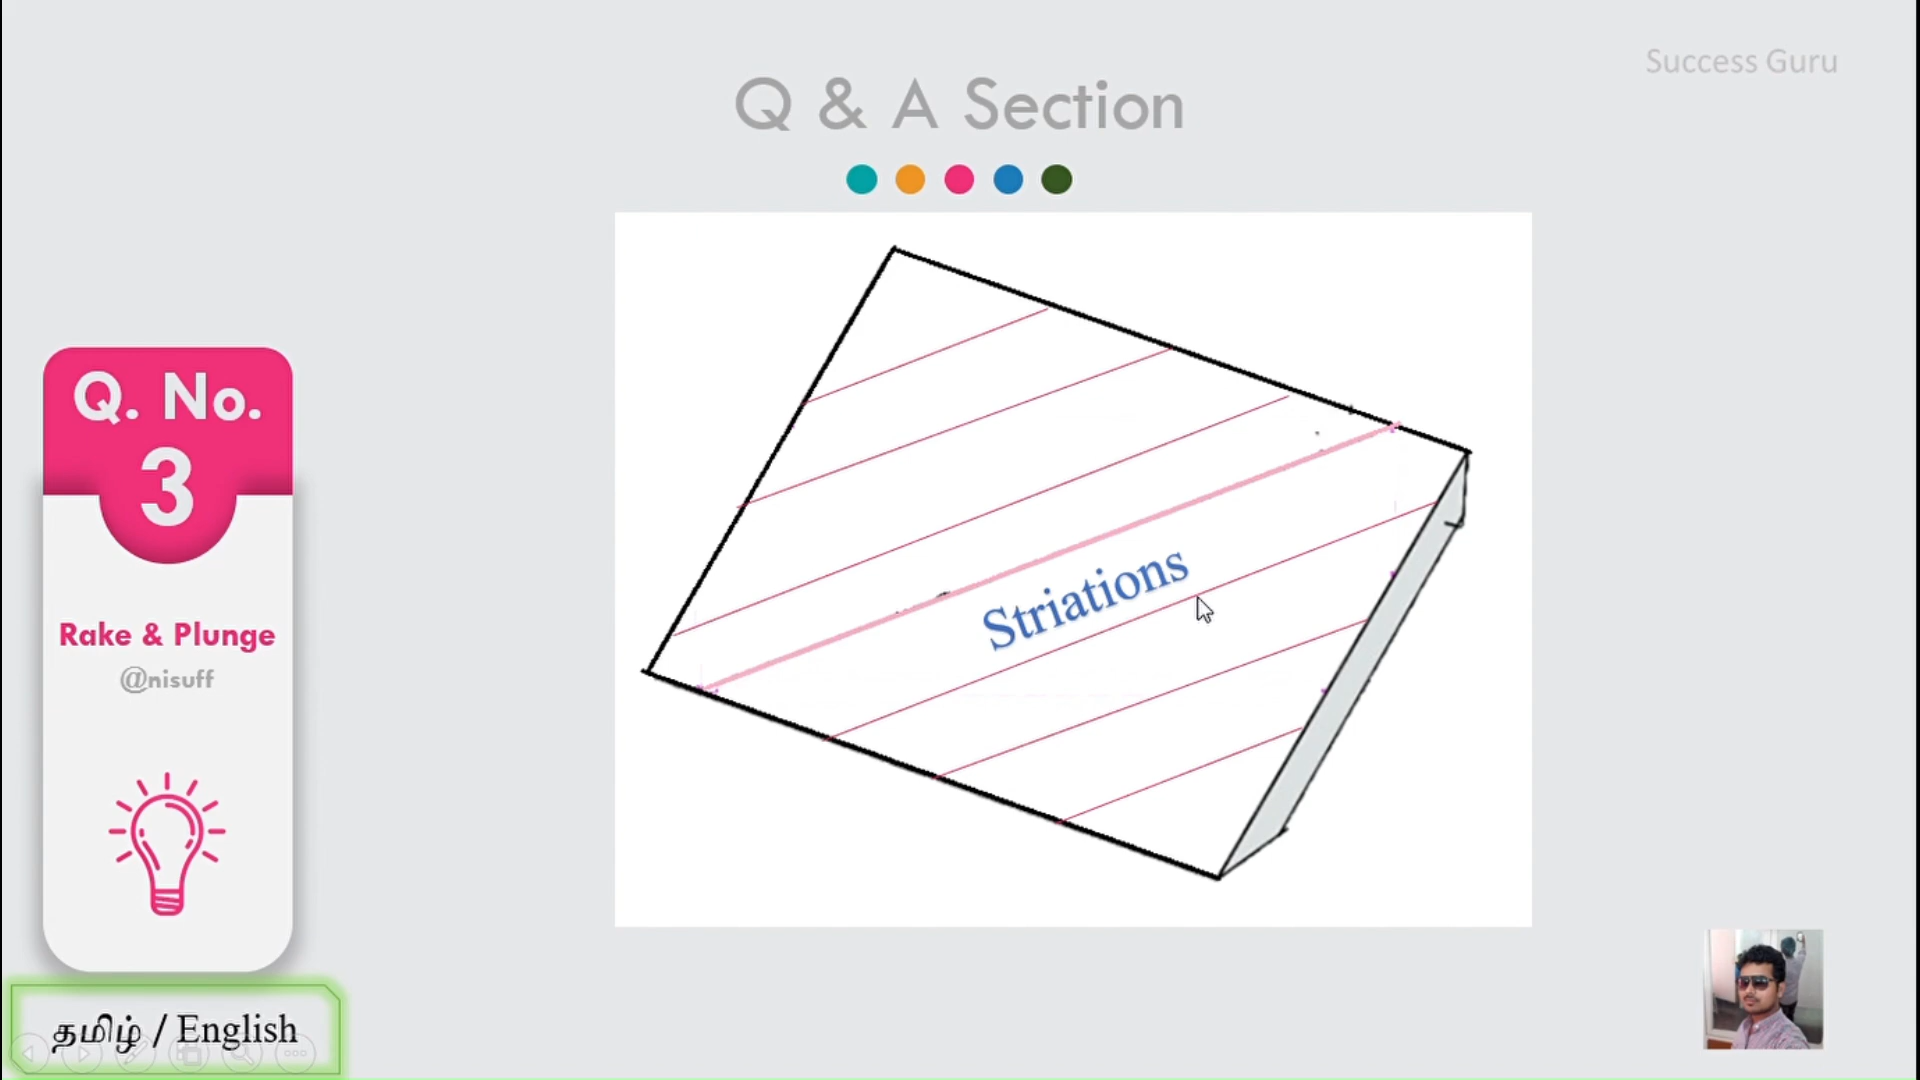 Success Guru
Q & A Section
Q. No.
3
Rake & Plunge
@nisuff
Striations
தமிழ் / English